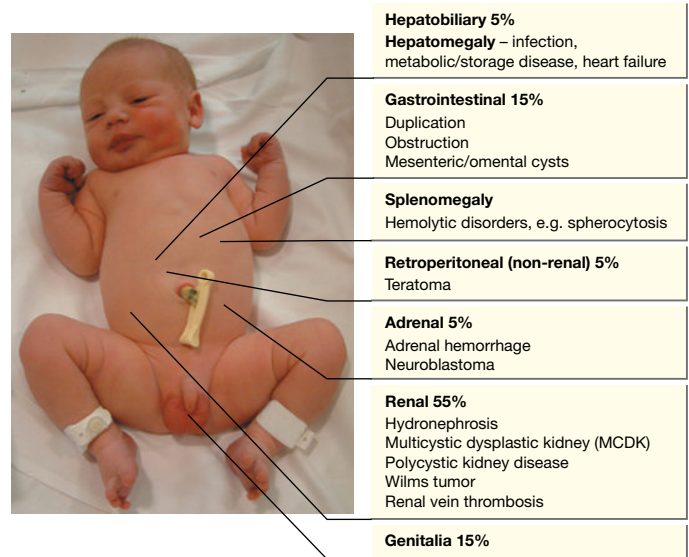 Hepatobiliary 5%
Hepatomegaly – infection,
metabolic/storage disease, heart failure
Gastrointestinal 15%
Duplication
Obstruction
Mesenteric/omental cysts
Splenomegaly
Hemolytic disorders, e.g. spherocytosis
Retroperitoneal (non-renal) 5%
Teratoma
Adrenal 5%
Adrenal hemorrhage
Neuroblastoma
Renal 55%
Hydronephrosis
Multicystic dysplastic kidney (MCDK)
Polycystic kidney disease
Wilms tumor
Renal vein thrombosis
Genitalia 15%